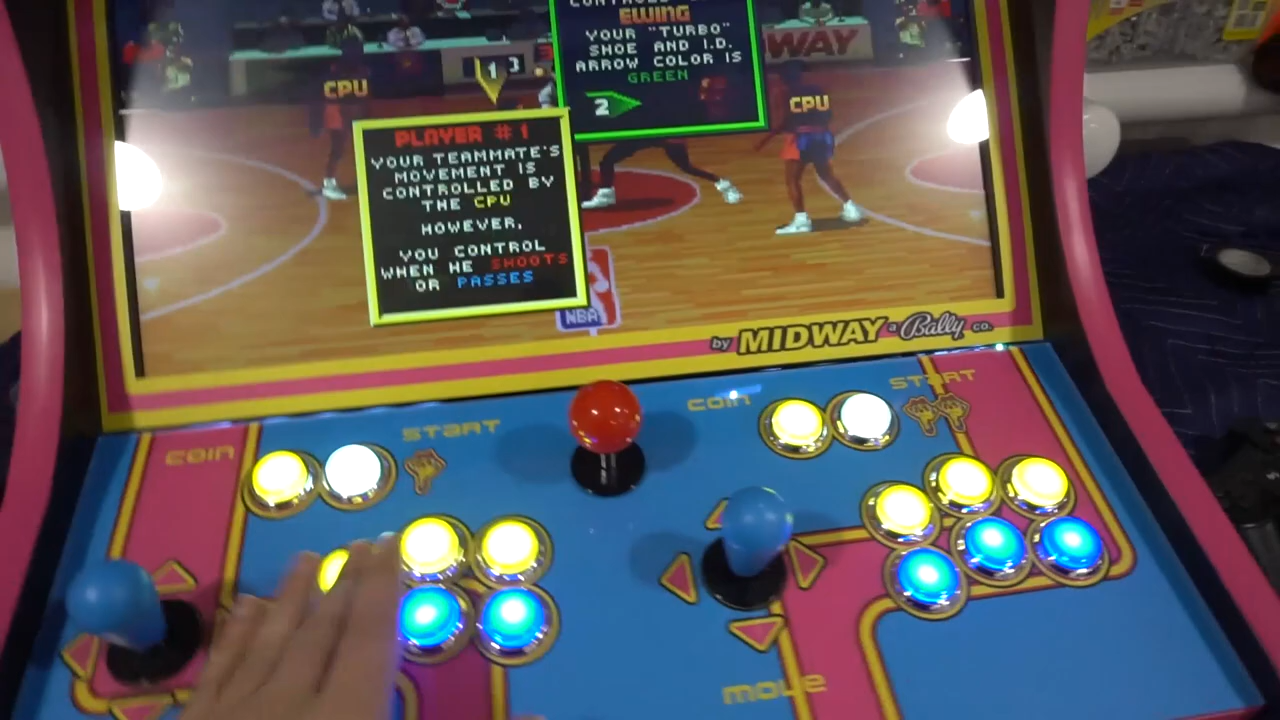 EWING
YOUR "TURBO"
SHOE AND I.D.
ARROW COLOR IS
GREEN
2
WAY
CPU
1
3
CPU
PLAYER #1
YOUR TEAMMATE'S
MOVEMENT IS
CONTROLLED BY
THE CPU
HOWEVER,
YOU CONTROL
WHEN HE SHOOTS
OR PASSES
NBA
by MIDWAY a Bally co.
COIN
START
COIN
START
MOVE